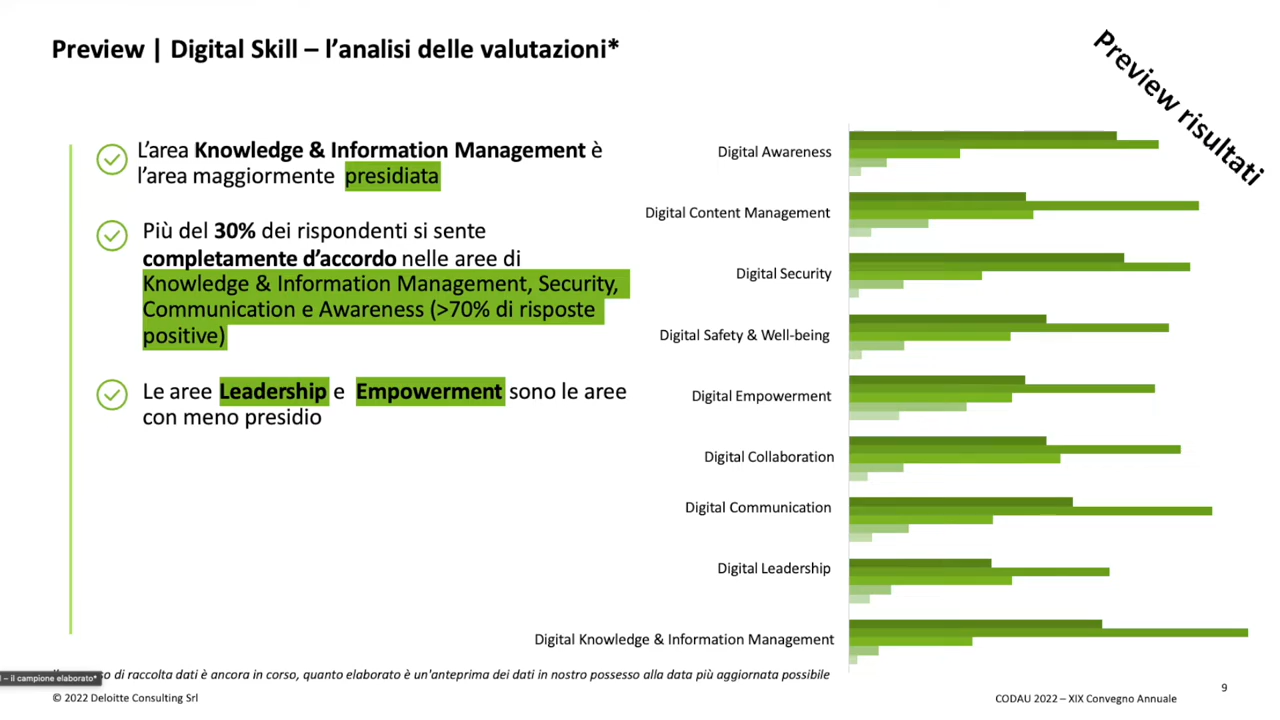 Preview | Digital Skill – l’analisi delle valutazioni*
Preview risultati
L’area Knowledge & Information Management è
l’area maggiormente presidiata
Più del 30% dei rispondenti si sente
completamente d’accordo nelle aree di
Knowledge & Information Management, Security,
Communication e Awareness (>70% di risposte
positive)
Le aree Leadership e Empowerment sono le aree
con meno presidio
Digital Awareness
Digital Content Management
Digital Security
Digital Safety & Well-being
Digital Empowerment
Digital Collaboration
Digital Communication
Digital Leadership
Digital Knowledge & Information Management
di raccolta dati è ancora in corso, quanto elaborato è un'anteprima dei dati in nostro possesso alla data più aggiornata possibile
– il campione elaborato*
© 2022 Deloitte Consulting Srl
CODAU 2022 – XIX Convegno Annuale
9